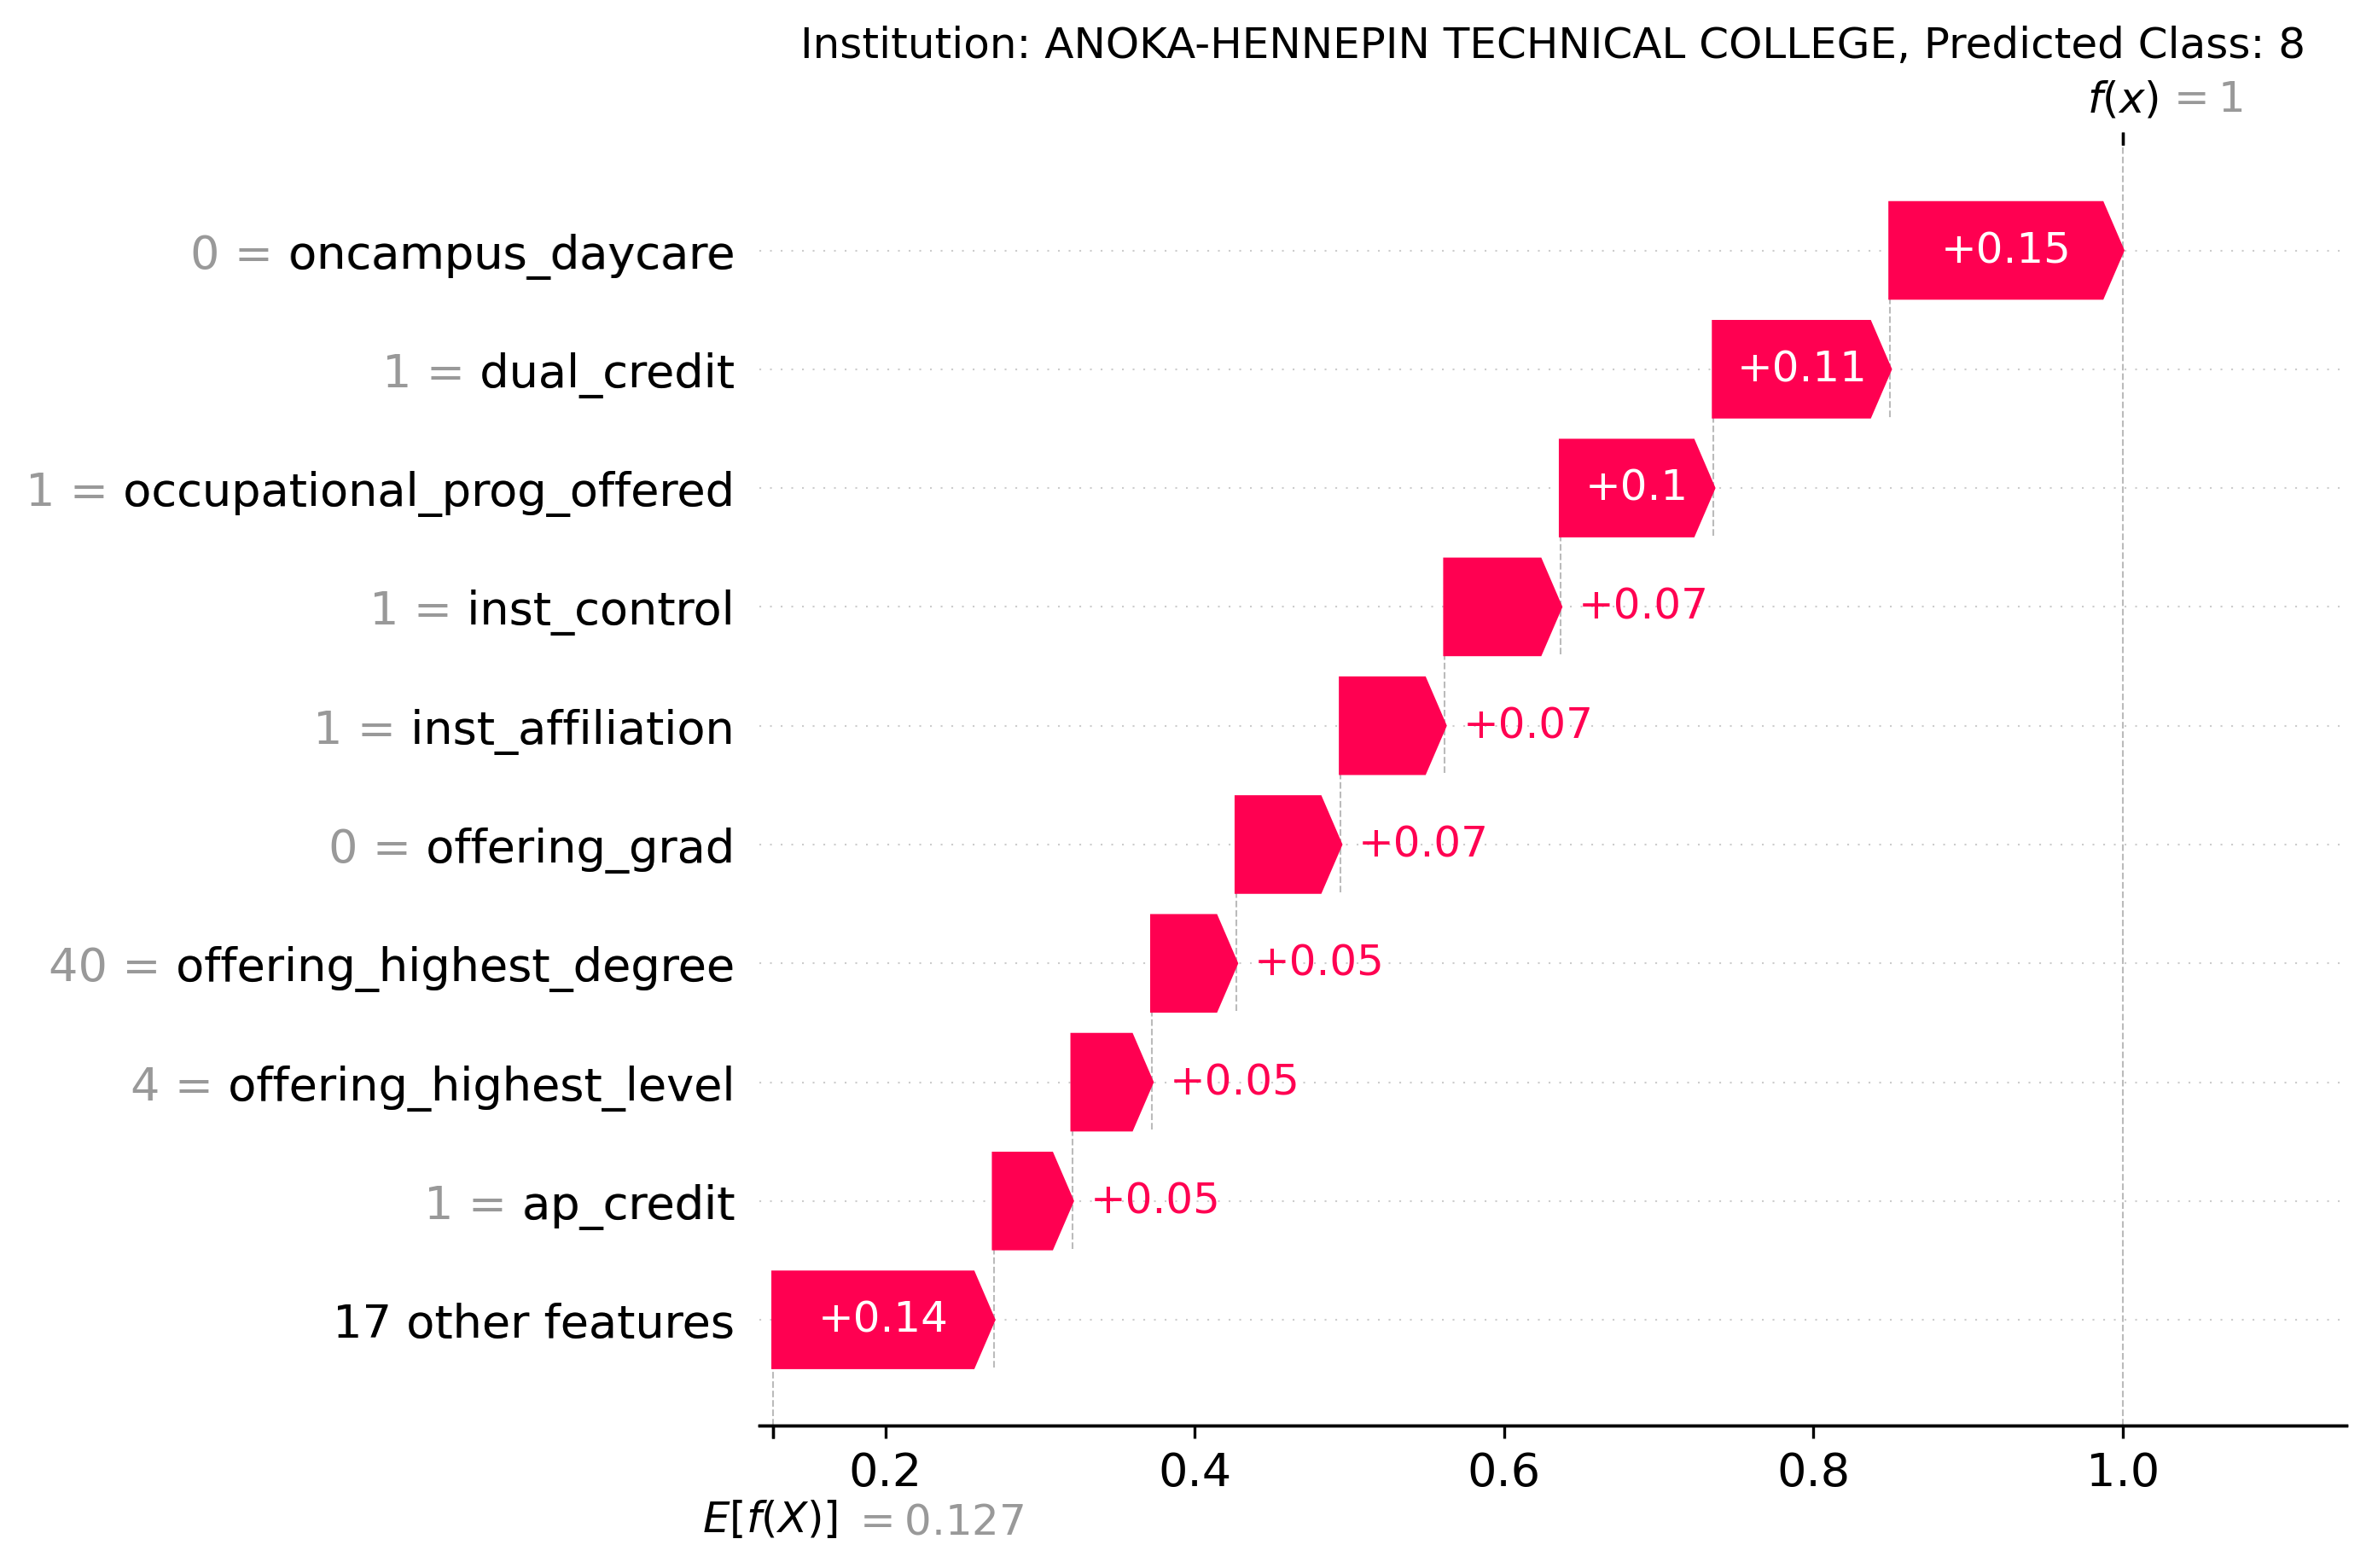 Institution: ANOKA-HENNEPIN TECHNICAL COLLEGE, Predicted Class: 8
f(x) = 1
0 = oncampus_daycare +0.15
1 = dual_credit +0.11
1 = occupational_prog_offered +0.1
1 = inst_control +0.07
1 = inst_affiliation +0.07
0 = offering_grad +0.07
40 = offering_highest_degree +0.05
4 = offering_highest_level +0.05
1 = ap_credit +0.05
17 other features +0.14
0.2 0.4 0.6 0.8 1.0
E[f(X)] = 0.127